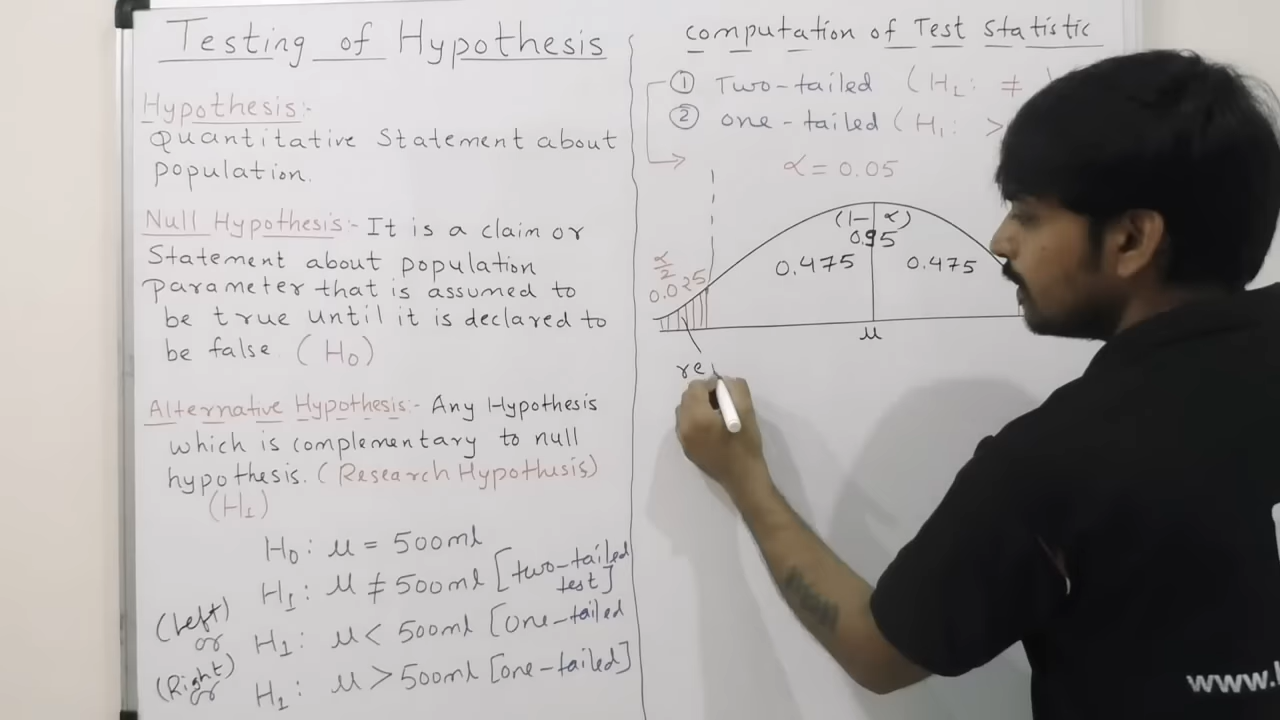 Testing of Hypothesis
Hypothesis:-
Quantitative Statement about
population.
Null Hypothesis:- It is a claim or
Statement about population
parameter that is assumed to
be true until it is declared to
be false (H0)
Alternative Hypothesis:- Any Hypothesis
which is complementary to null
hypothesis. (Research Hypothesis)
(H1)
H0: μ = 500ml
H1: μ ≠ 500ml [two-tailed
test]
(Left)
or
H1: μ < 500ml [one-tailed
(Right)
or
H1: μ > 500ml [one-tailed]
computation of Test Statistic
① Two-tailed (H1: ≠
② one-tailed (H1: >
α = 0.05
(1-α)
0.95
0.475
0.475
α/2
0.025
μ
re
www.